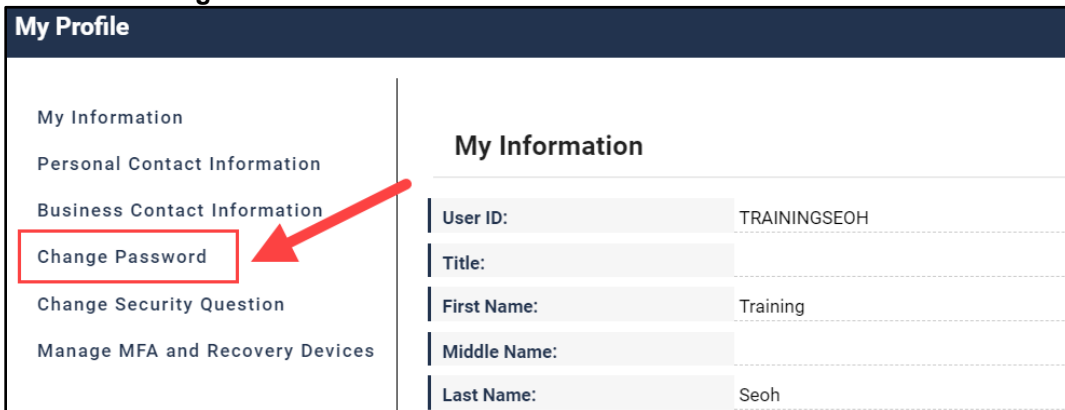 My Profile
My Information
Personal Contact Information
Business Contact Information
Change Password
Change Security Question
Manage MFA and Recovery Devices
My Information
User ID: TRAININGSEOH
Title:
First Name: Training
Middle Name:
Last Name: Seoh